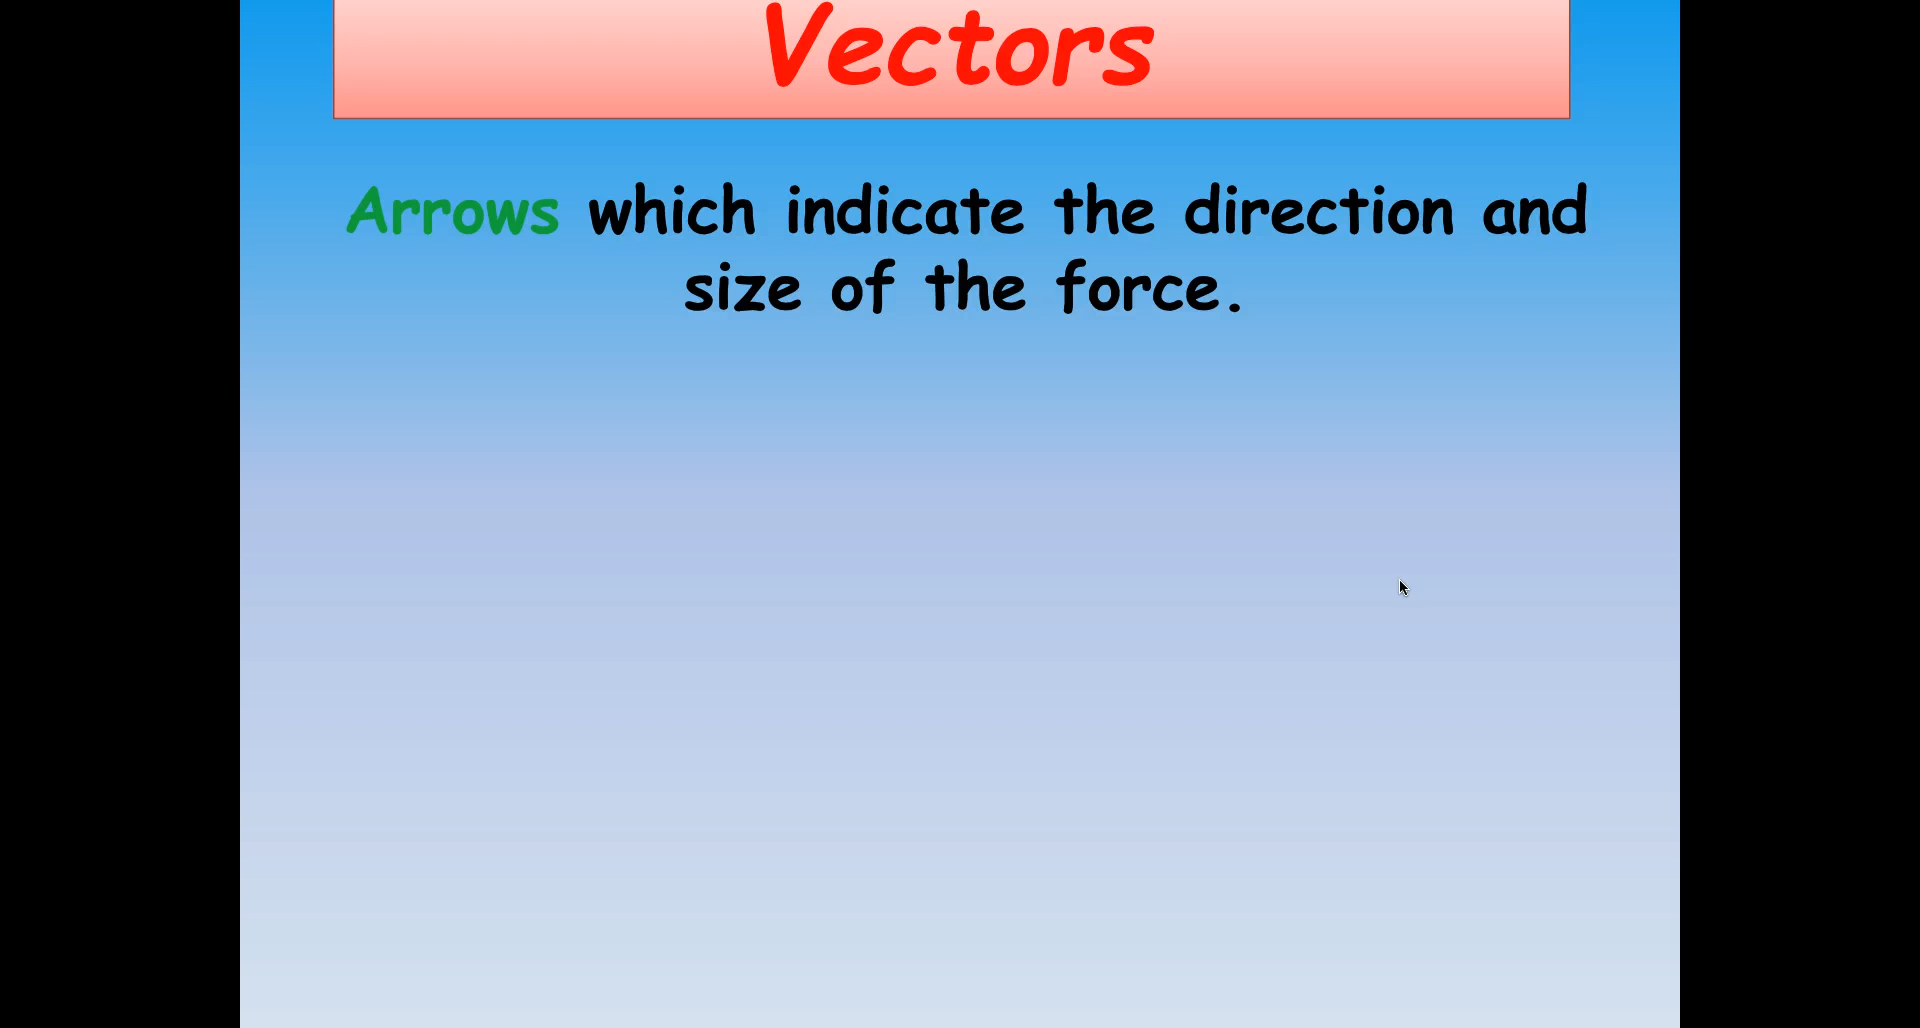 Vectors
Arrows which indicate the direction and
size of the force.